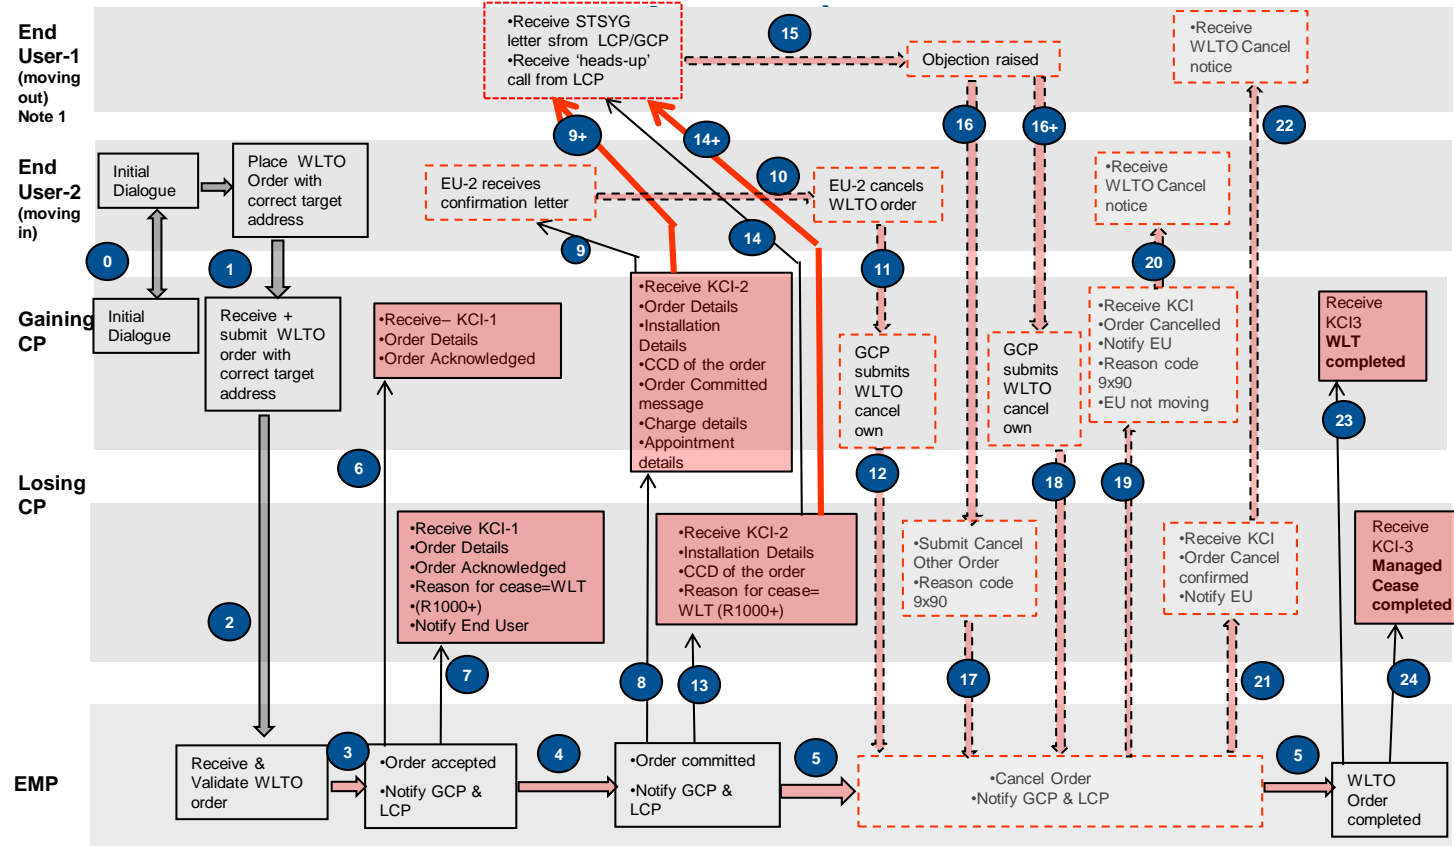 End
User-1
(moving
out)
Note 1
•Receive STSYG
letter sfrom LCP/GCP
•Receive ‘heads-up’
call from LCP
15
Objection raised
•Receive
WLTO Cancel
notice
9+
14+
16
16+
22
End
User-2
(moving
in)
Initial
Dialogue
Place WLTO
Order with
correct target
address
EU-2 receives
confirmation letter
10
EU-2 cancels
WLTO order
•Receive
WLTO Cancel
notice
0
1
9
14
11
20
Gaining
CP
Initial
Dialogue
Receive +
submit WLTO
order with
correct target
address
•Receive– KCI-1
•Order Details
•Order Acknowledged
•Receive KCI-2
•Order Details
•Installation
Details
•CCD of the order
•Order Committed
message
•Charge details
•Appointment
details
GCP
submits
WLTO
cancel
own
GCP
submits
WLTO
cancel
own
•Receive KCI
•Order Cancelled
•Notify EU
•Reason code
9x90
•EU not moving
Receive
KCI3
WLT
completed
6
12
18
19
23
Losing
CP
•Receive KCI-1
•Order Details
•Order Acknowledged
•Reason for cease=WLT
•(R1000+)
•Notify End User
•Receive KCI-2
•Installation Details
•CCD of the order
•Reason for cease=
WLT (R1000+)
•Submit Cancel
Other Order
•Reason code
9x90
•Receive KCI
•Order Cancel
confirmed
•Notify EU
Receive
KCI-3
Managed
Cease
completed
2
7
8
13
17
21
24
EMP
Receive &
Validate WLTO
order
3
•Order accepted
•Notify GCP &
LCP
4
•Order committed
•Notify GCP &
LCP
5
•Cancel Order
•Notify GCP & LCP
5
WLTO
Order
completed